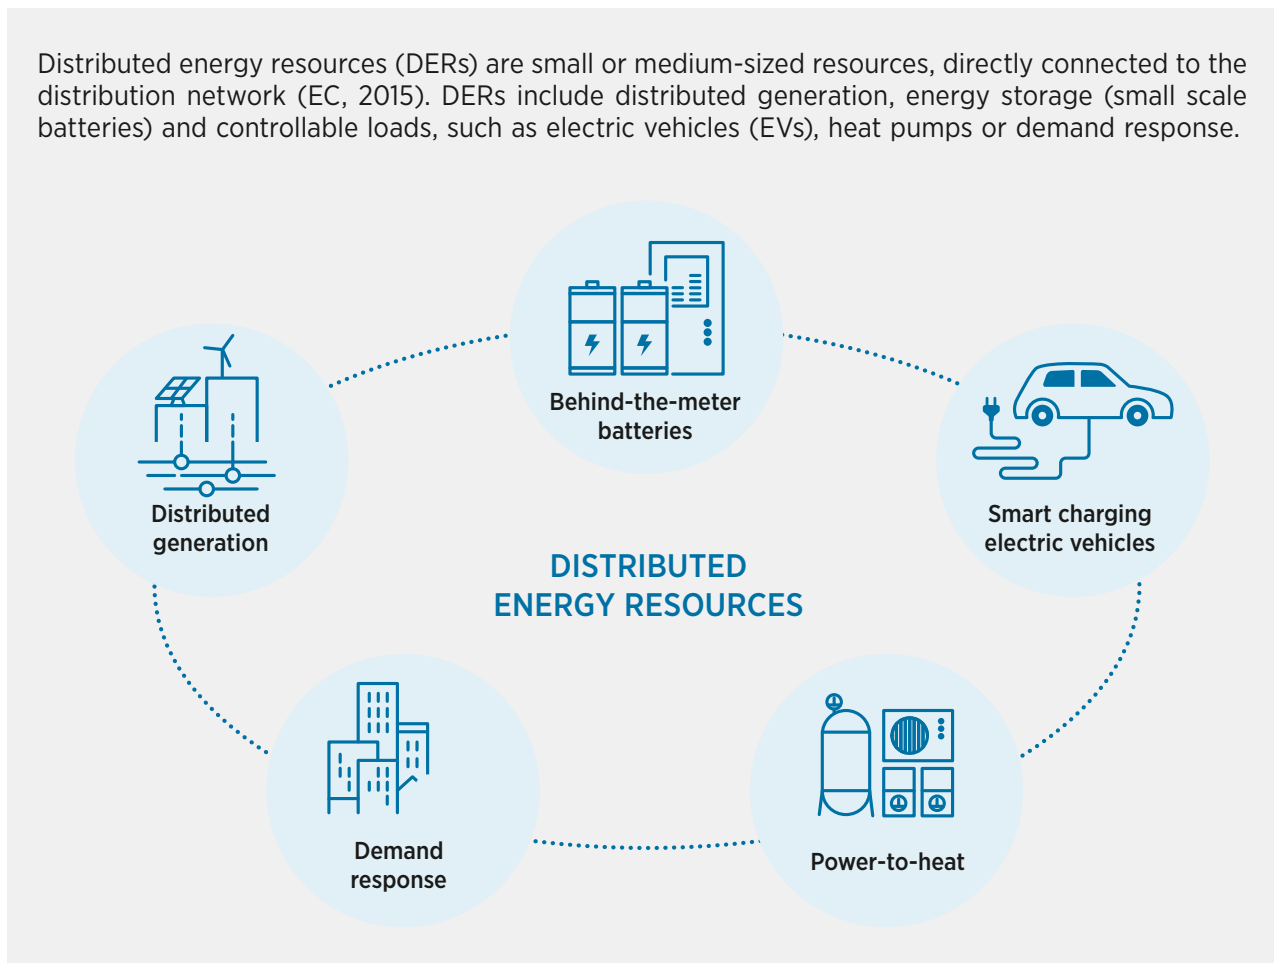 Distributed energy resources (DERs) are small or medium-sized resources, directly connected to the
distribution network (EC, 2015). DERs include distributed generation, energy storage (small scale
batteries) and controllable loads, such as electric vehicles (EVs), heat pumps or demand response.
Behind-the-meter
batteries
Distributed
generation
Smart charging
electric vehicles
DISTRIBUTED
ENERGY RESOURCES
Demand
response
Power-to-heat